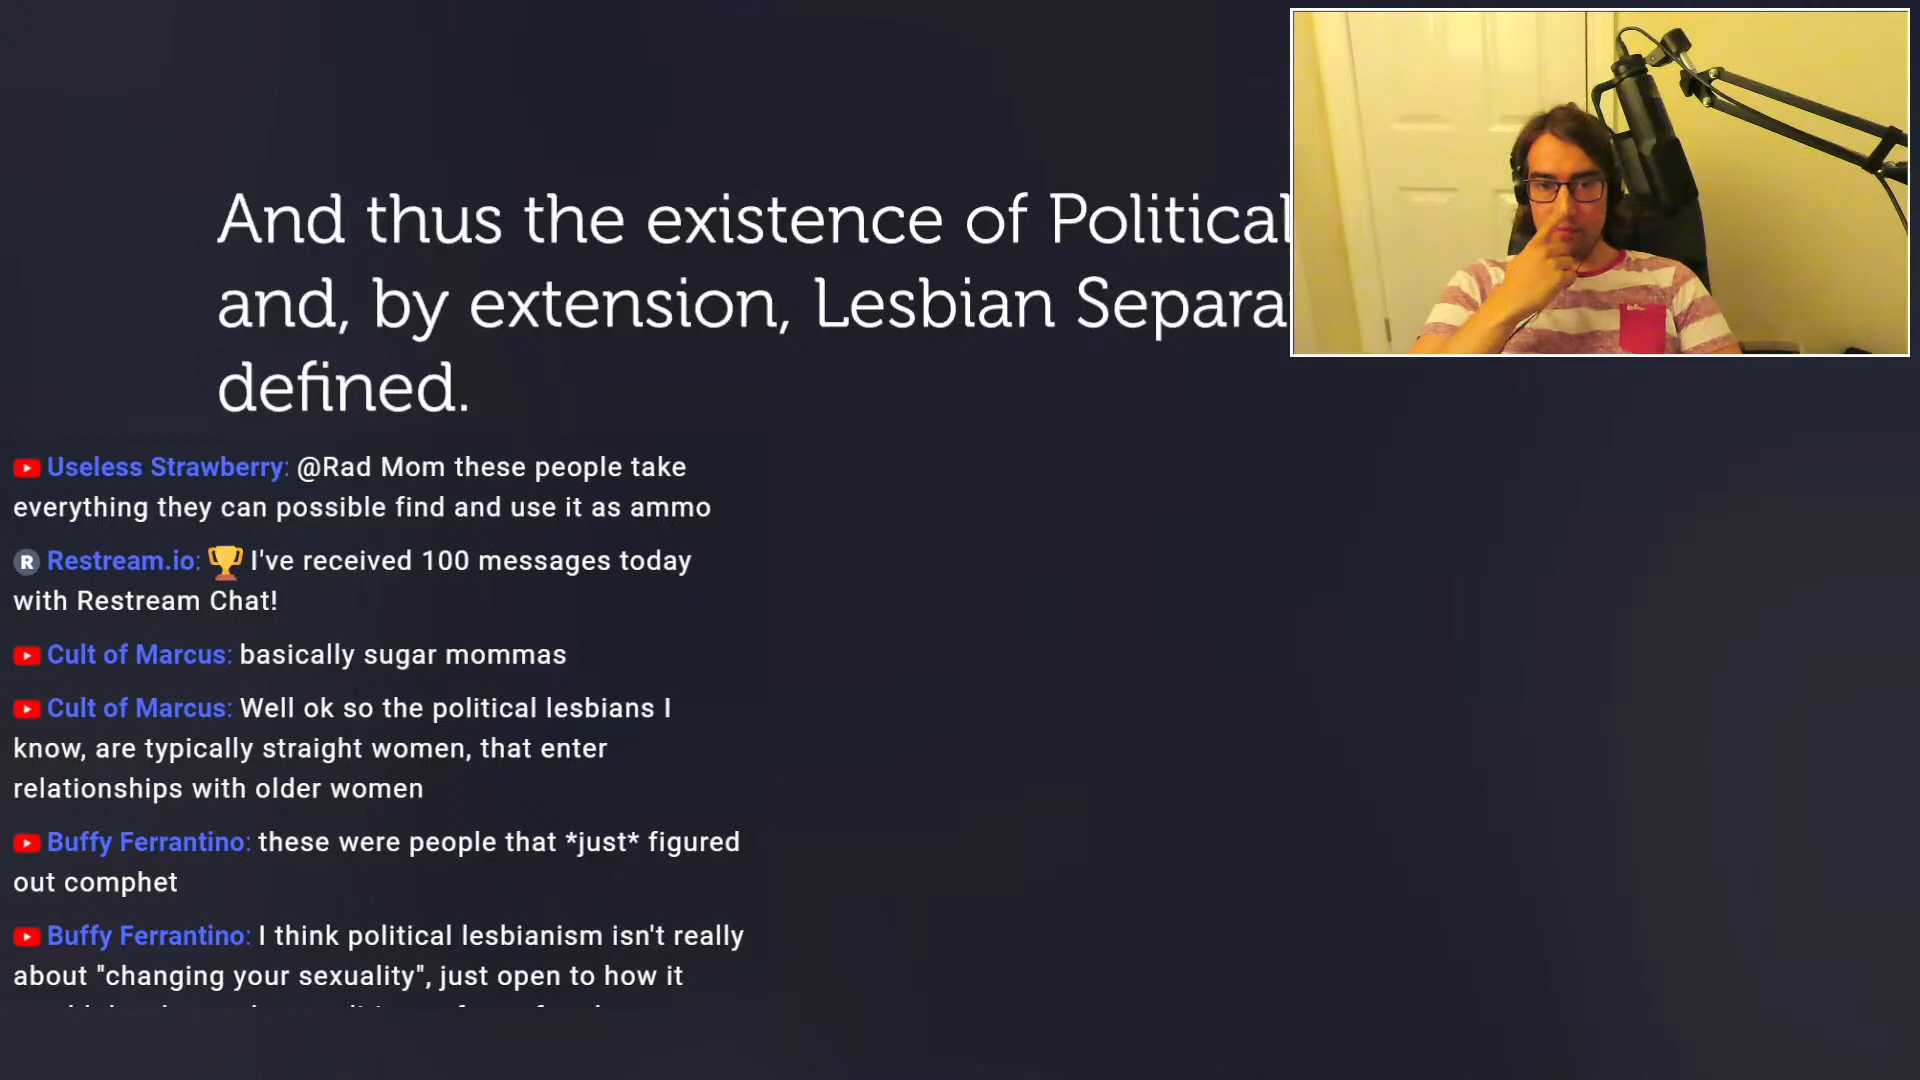 And thus the existence of Political
and, by extension, Lesbian
defined.
Useless Strawberry: @Rad Mom these people take
everything they can possible find and use it as ammo
R Restream.io: 🏆 I've received 100 messages today
with Restream Chat!
Cult of Marcus: basically sugar mommas
Cult of Marcus: Well ok so the political lesbians I
know, are typically straight women, that enter
relationships with older women
Buffy Ferrantino: these were people that *just* figured
out comphet
Buffy Ferrantino: I think political lesbianism isn't really
about "changing your sexuality", just open to how it